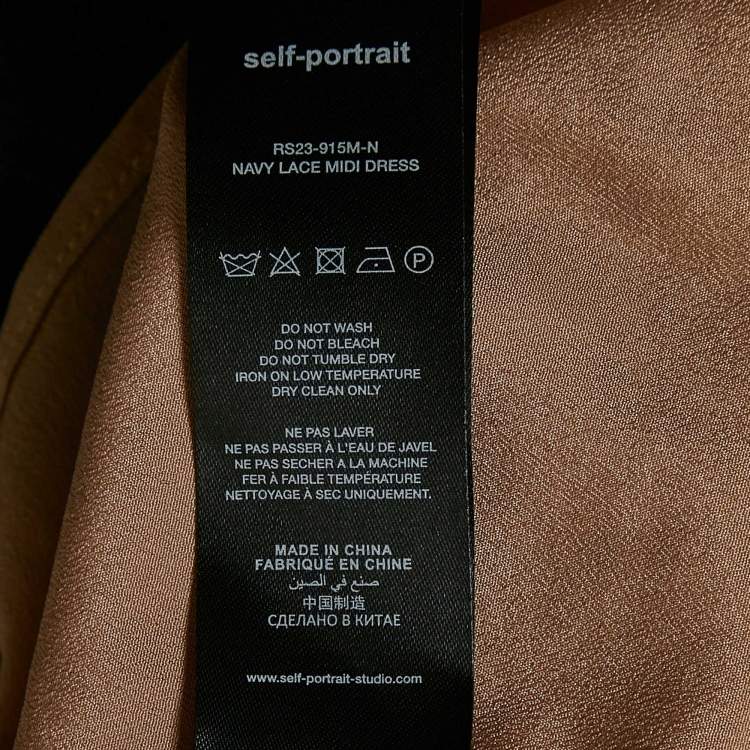 self-portrait
RS23-915M-N
NAVY LACE MIDI DRESS
P
DO NOT WASH
DO NOT BLEACH
DO NOT TUMBLE DRY
IRON ON LOW TEMPERATURE
DRY CLEAN ONLY
NE PAS LAVER
NE PAS PASSER À L'EAU DE JAVEL
NE PAS SECHER A LA MACHINE
FER À FAIBLE TEMPÉRATURE
NETTOYAGE À SEC UNIQUEMENT.
MADE IN CHINA
FABRIQUÉ EN CHINE
صنع في الصين
中国制造
СДЕЛАНО В КИТАЕ
www.self-portrait-studio.com